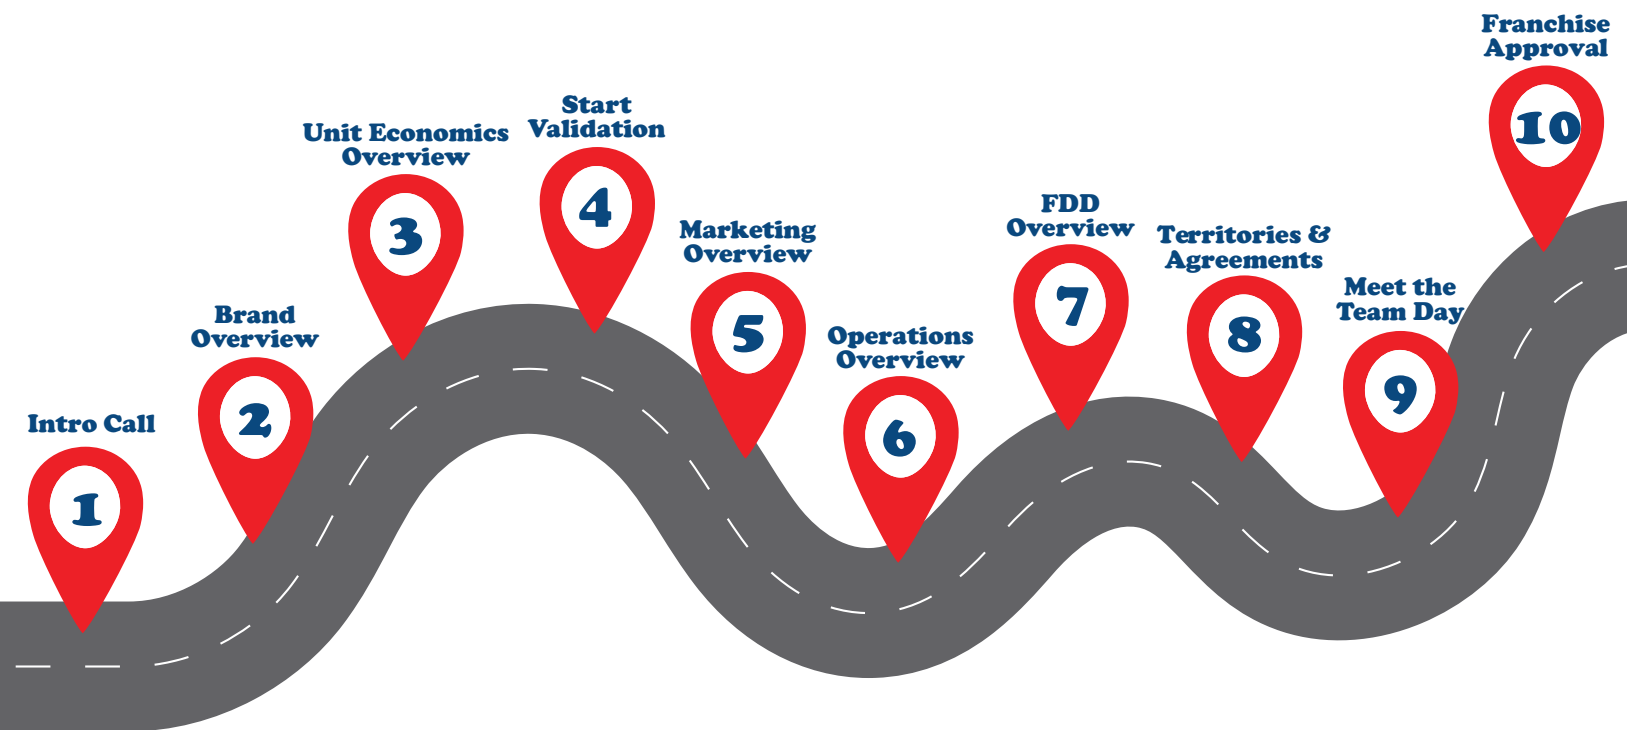 Intro Call
1
Brand
Overview
2
Unit Economics
Overview
3
Start
Validation
4
Marketing
Overview
5
Operations
Overview
6
FDD
Overview
7
Territories &
Agreements
8
Meet the
Team Day
9
Franchise
Approval
10